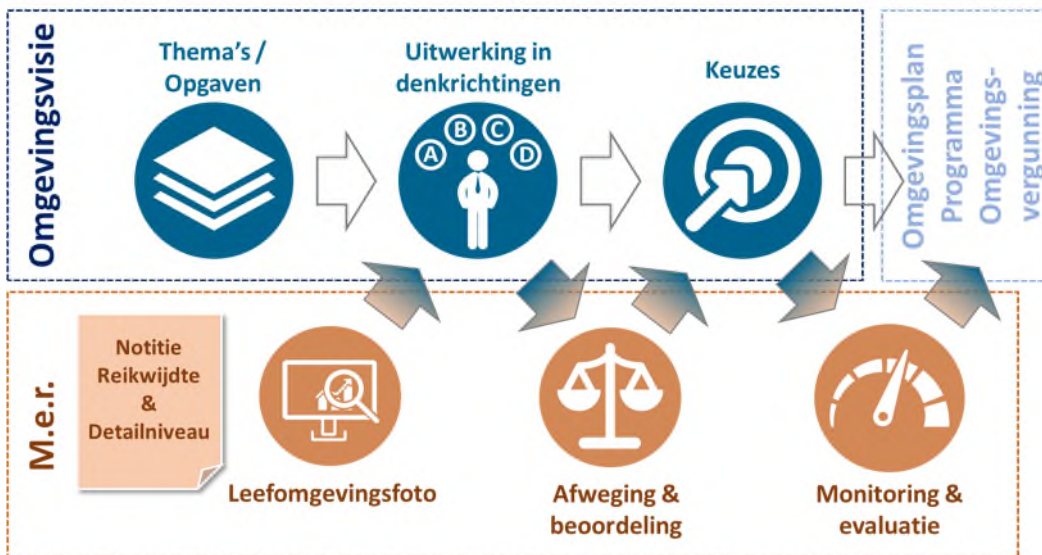 Omgevingsvisie
Thema's /
Opgaven
Uitwerking in
denkrichtingen
A
B
C
D
Keuzes
Omgevingsplan
Programma
Omgevings-
vergunning
M.e.r.
Notitie
Reikwijdte
&
Detailniveau
Leefomgevingsfoto
Afweging &
beoordeling
Monitoring &
evaluatie